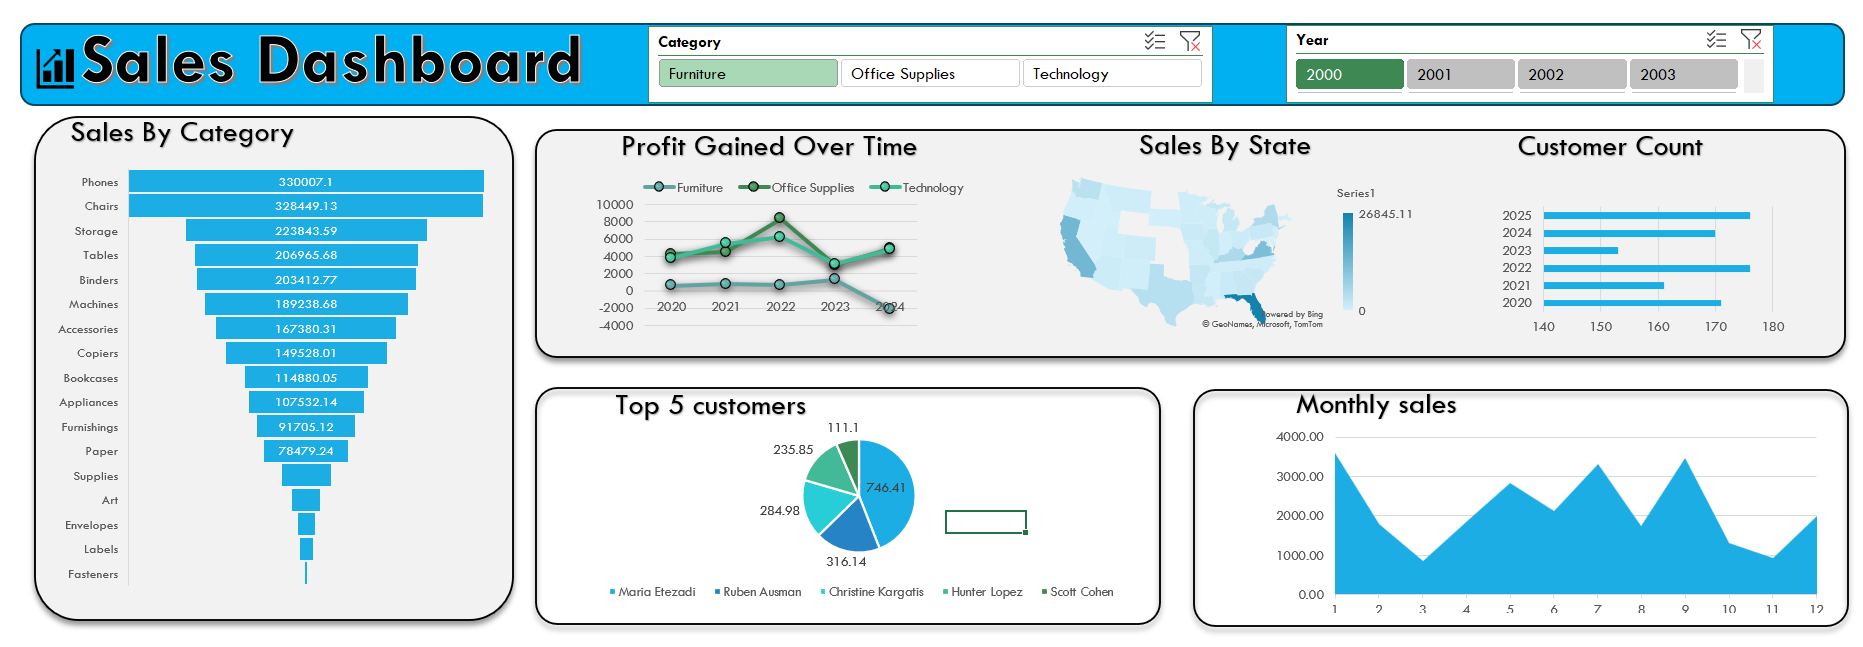 Sales Dashboard
Category
Furniture
Office Supplies
Technology
Year
2000
2001
2002
2003
Sales By Category
Phones 330007.1
Chairs 328449.13
Storage 223843.59
Tables 206965.68
Binders 203412.77
Machines 189238.68
Accessories 167380.31
Copiers 149528.01
Bookcases 114880.05
Appliances 107532.14
Furnishings 91705.12
Paper 78479.24
Supplies
Art
Envelopes
Labels
Fasteners
Profit Gained Over Time
Furniture Office Supplies Technology
10000
8000
6000
4000
2000
0
-2000
-4000
2020 2021 2022 2023 2024
Sales By State
Series1
26845.11
0
Powered by Bing
© GeoNames, Microsoft, TomTom
Customer Count
2025
2024
2023
2022
2021
2020
140 150 160 170 180
Top 5 customers
111.1
235.85
746.41
284.98
316.14
Maria Etezadi Ruben Ausman Christine Kargatis Hunter Lopez Scott Cohen
Monthly sales
4000.00
3000.00
2000.00
1000.00
0.00
1 2 3 4 5 6 7 8 9 10 11 12